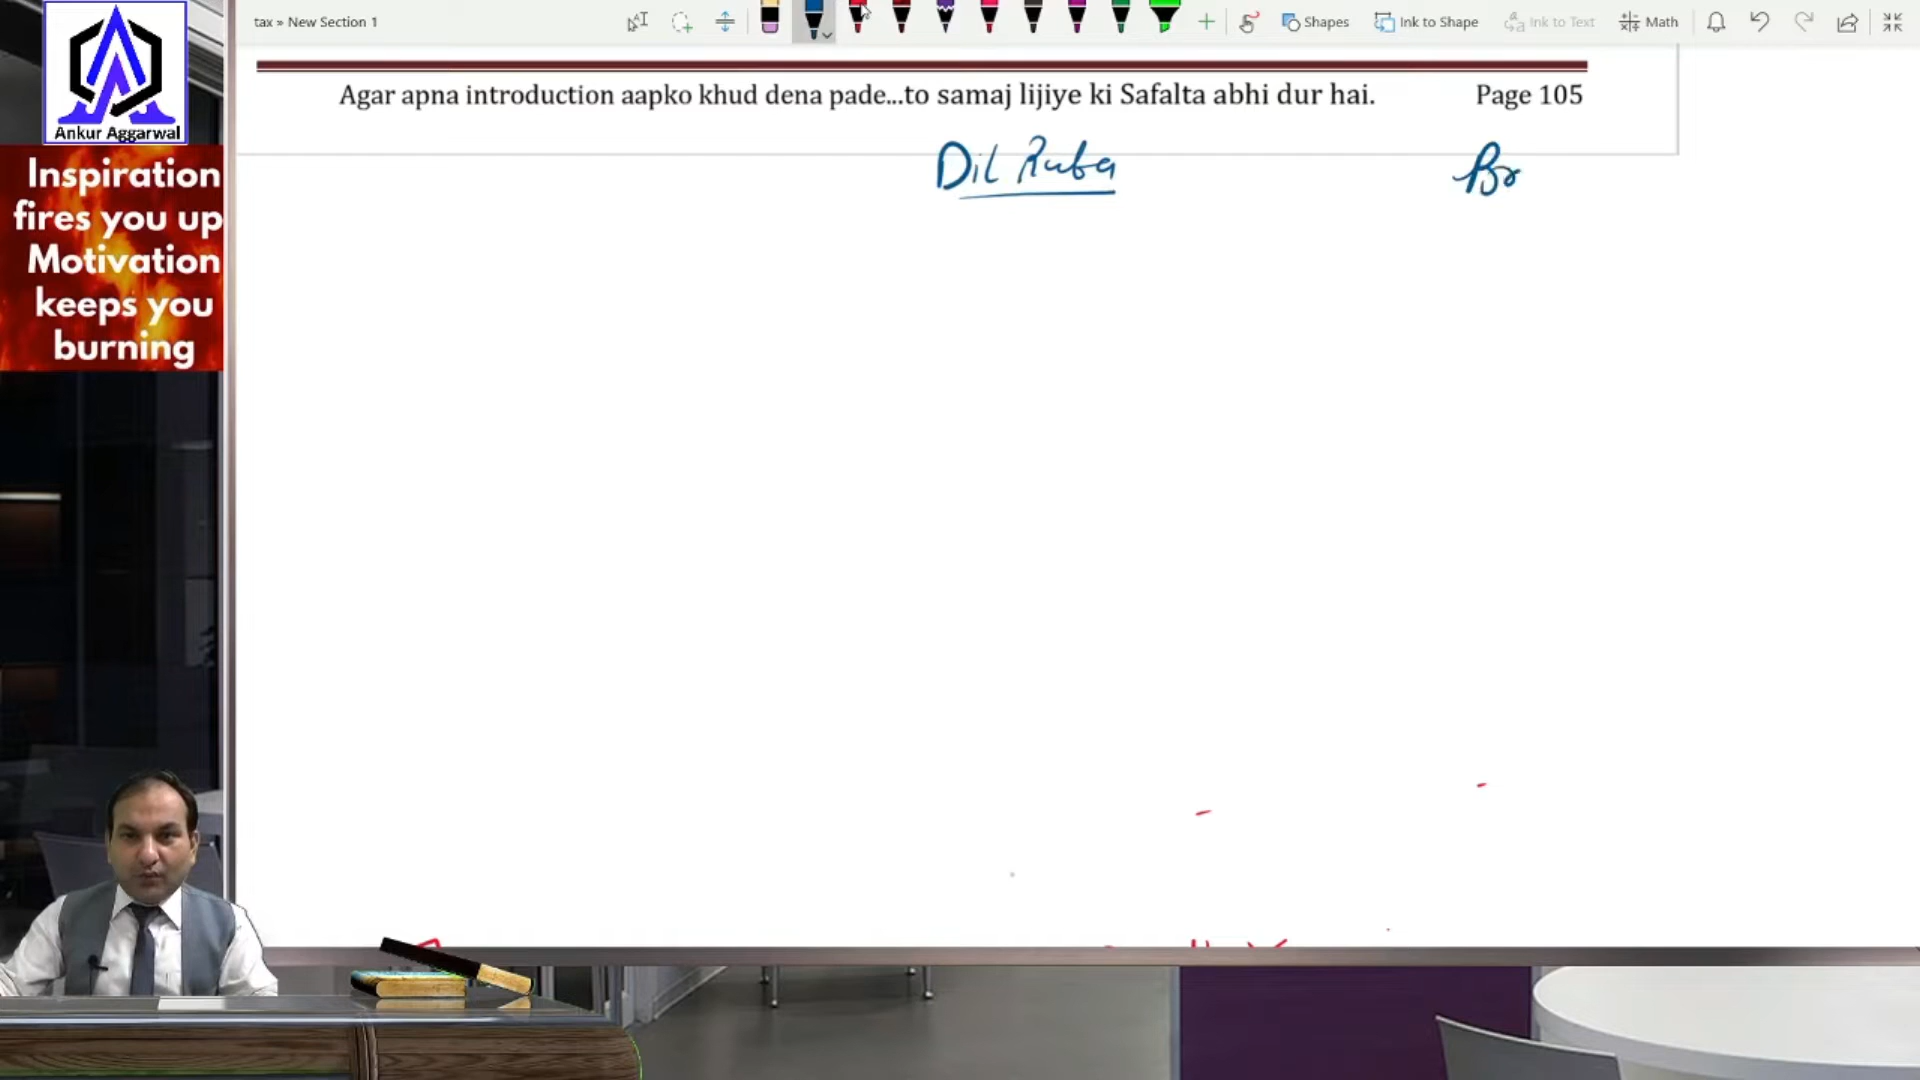 tax » New Section 1
Shapes
Ink to Shape
Ink to Text
Math
Ankur Aggarwal
Agar apna introduction aapko khud dena pade...to samaj lijiye ki Safalta abhi dur hai.
Page 105
Dil Ruba
Inspiration
fires you up
Motivation
keeps you
burning